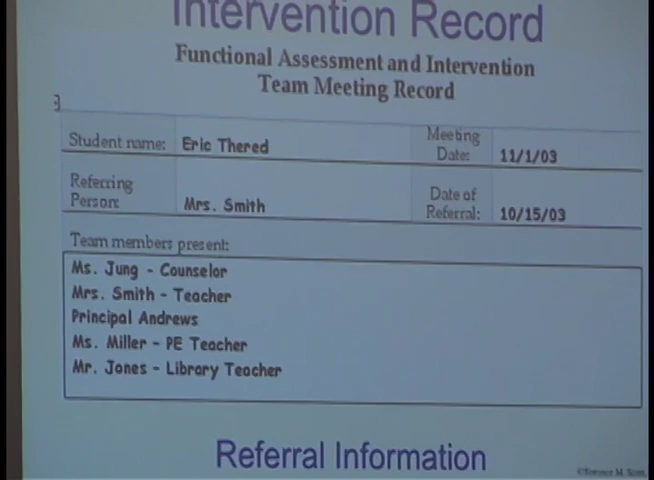 Intervention Record
Functional Assessment and Intervention
Team Meeting Record
Student name: Eric Thered
Meeting Date: 11/1/03
Referring Person: Mrs. Smith
Date of Referral: 10/15/03
Team members present:
Ms. Jung - Counselor
Mrs. Smith - Teacher
Principal Andrews
Ms. Miller - PE Teacher
Mr. Jones - Library Teacher
Referral Information
©Terrance M. Scott